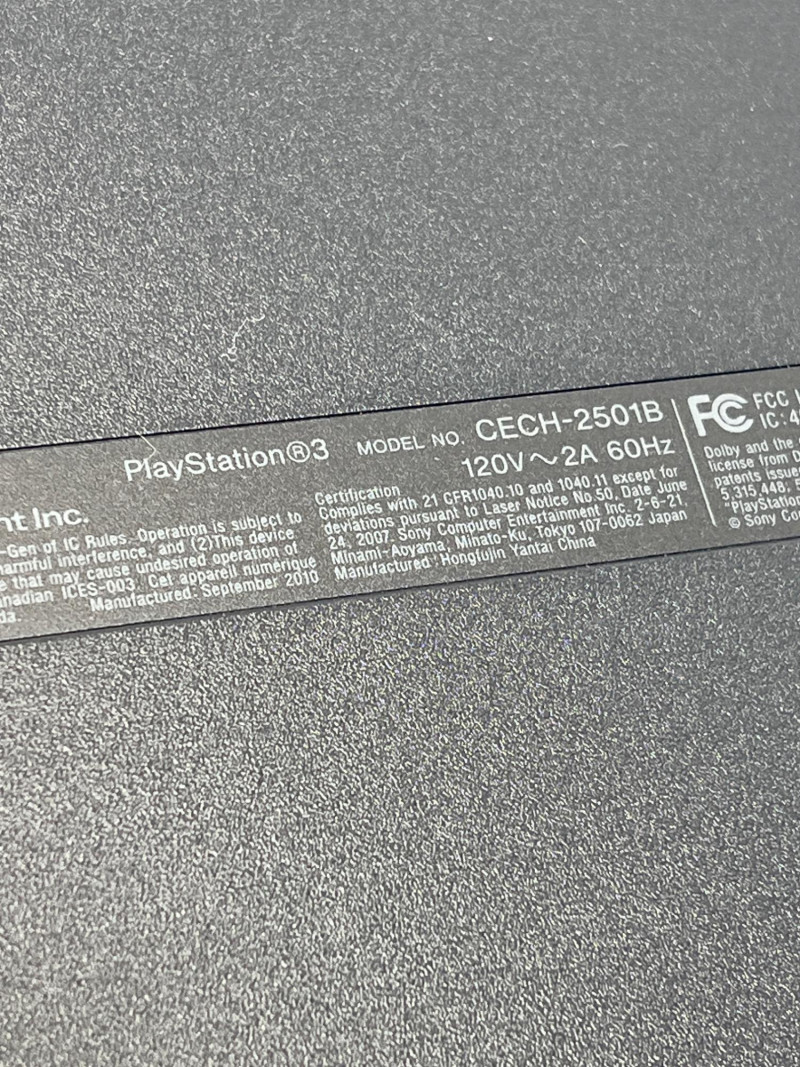 PlayStation®3 MODEL NO. CECH-2501B
120V～2A 60Hz
nt Inc.
-Gen of IC Rules. Operation is subject to
harmful interference, and (2)This device
e that may cause undesired operation of
nadian ICES-003. Cet appareil numérique
da. Manufactured: September 2010
Certification
Complies with 21 CFR1040.10 and 1040.11 except for
deviations pursuant to Laser Notice No.50, Date June
24, 2007. Sony Computer Entertainment Inc. 2-6-21,
Minami-Aoyama, Minato-Ku, Tokyo 107-0062 Japan
Manufactured: Hongfujin Yantai China
FC FCC I
IC: 4
Dolby and the
license from D
patents issue
5,315,448; 5
"PlayStation
© Sony Co